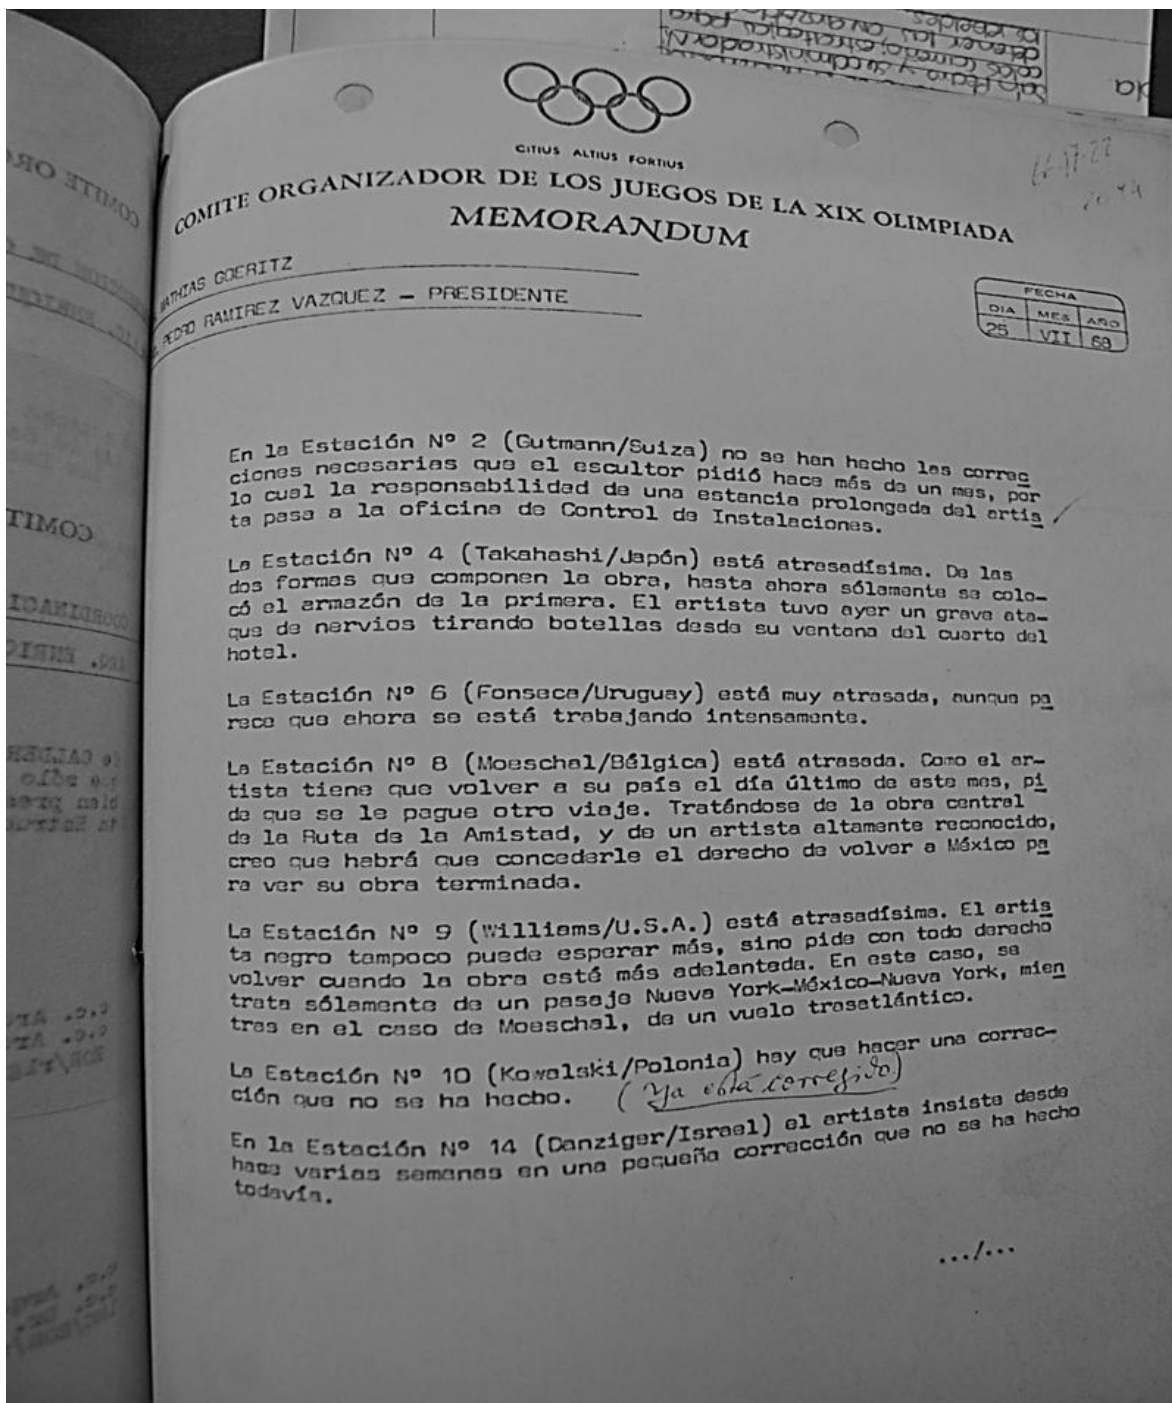 CITIUS ALTIUS FORTIUS
COMITE ORGANIZADOR DE LOS JUEGOS DE LA XIX OLIMPIADA
MEMORANDUM
MATHIAS GOERITZ
PEDRO RAMIREZ VAZQUEZ — PRESIDENTE
FECHA
DIA MES AÑO
25 VII 68
En la Estación Nº 2 (Gutmann/Suiza) no se han hecho las correc
ciones necesarias que el escultor pidió hace más de un mes, por
lo cual la responsabilidad de una estancia prolongada del artis
ta pasa a la oficina de Control de Instalaciones.
La Estación Nº 4 (Takahashi/Japón) está atrasadísima. De las
dos formas que componen la obra, hasta ahora sólamente se colo-
có el armazón de la primera. El artista tuvo ayer un grave ata-
que de nervios tirando botellas desde su ventana del cuarto del
hotel.
La Estación Nº 6 (Fonseca/Uruguay) está muy atrasada, aunque pa
rece que ahora se está trabajando intensamente.
La Estación Nº 8 (Moeschal/Bélgica) está atrasada. Como el ar-
tista tiene que volver a su país el día último de este mes, pi
de que se le pague otro viaje. Tratándose de la obra central
de la Ruta de la Amistad, y de un artista altamente reconocido,
creo que habrá que concederle el derecho de volver a México pa
ra ver su obra terminada.
La Estación Nº 9 (Williams/U.S.A.) está atrasadísima. El artis
ta negro tampoco puede esperar más, sino pide con todo derecho
volver cuando la obra esté más adelantada. En este caso, se
trata sólamente de un pasaje Nueva York-México-Nueva York, mien
tras en el caso de Moeschal, de un vuelo trasatlántico.
La Estación Nº 10 (Kowalski/Polonia) hay que hacer una correc-
ción que no se ha hecho. (Ya está corregido)
En la Estación Nº 14 (Danziger/Israel) el artista insiste desde
hace varias semanas en una pequeña corrección que no se ha hecho
todavía.
.../...